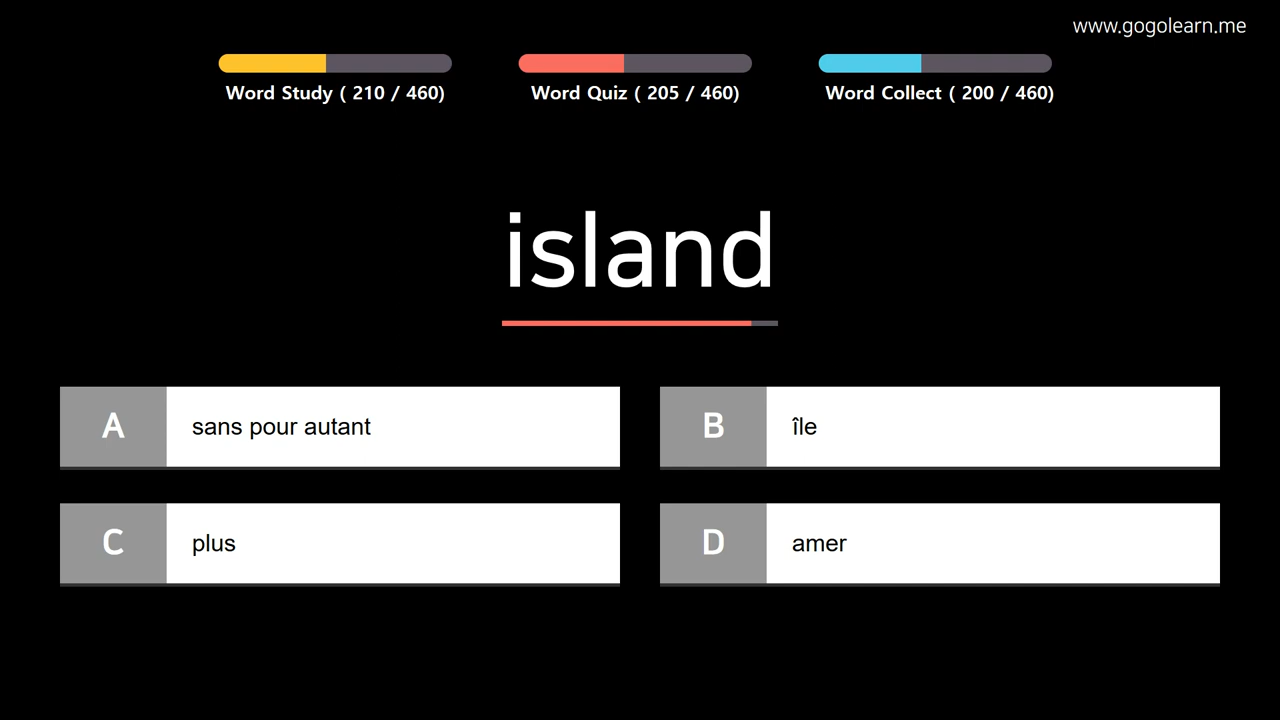 www.gogolearn.me
Word Study ( 210 / 460)
Word Quiz ( 205 / 460)
Word Collect ( 200 / 460)
island
A sans pour autant
B île
C plus
D amer